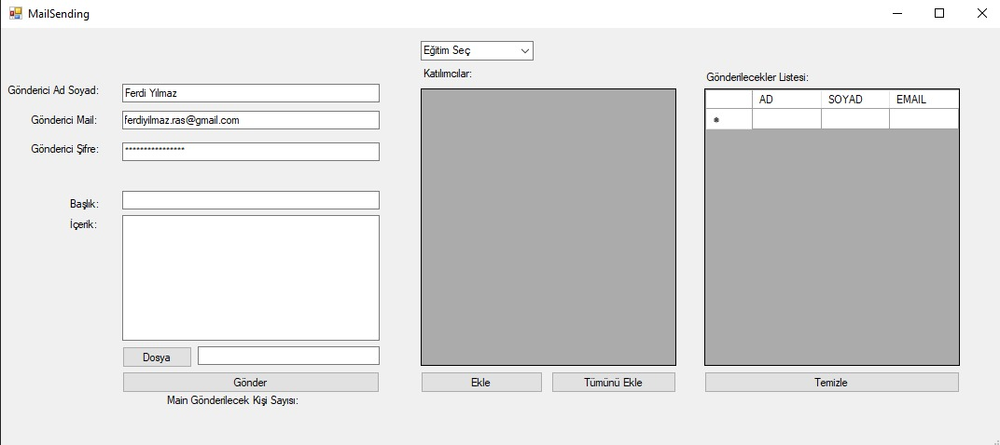 MailSending
Gönderici Ad Soyad:
Ferdi Yılmaz
Gönderici Mail:
ferdiyilmaz.ras@gmail.com
Gönderici Şifre:
****************
Başlık:
İçerik:
Dosya
Gönder
Main Gönderilecek Kişi Sayısı:
Eğitim Seç
Katılımcılar:
Ekle
Tümünü Ekle
Gönderilecekler Listesi:
AD SOYAD EMAIL
Temizle